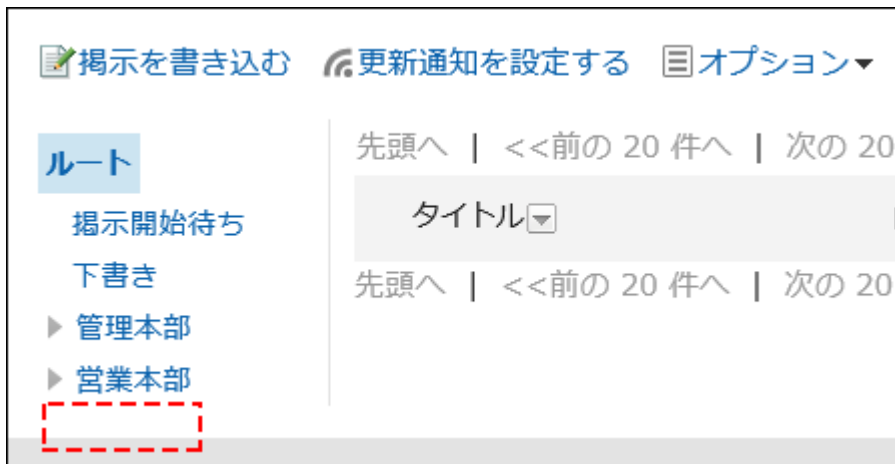 掲示を書き込む 更新通知を設定する オプション
ルート
掲示開始待ち
下書き
管理本部
営業本部
先頭へ | <<前の 20 件へ | 次の 20
タイトル
先頭へ | <<前の 20 件へ | 次の 20